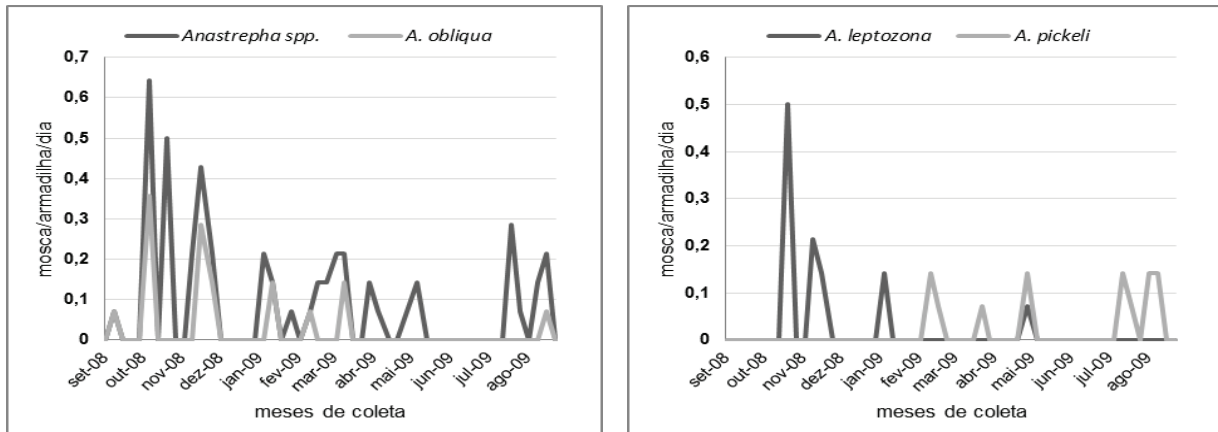 Anastrepha spp. A. obliqua
mosca/armadilha/dia
0,7
0,6
0,5
0,4
0,3
0,2
0,1
0
set-08 out-08 nov-08 dez-08 jan-09 fev-09 mar-09 abr-09 mai-09 jun-09 jul-09 ago-09
meses de coleta
A. leptozona A. pickeli
mosca/armadilha/dia
0,6
0,5
0,4
0,3
0,2
0,1
0
set-08 out-08 nov-08 dez-08 jan-09 fev-09 mar-09 abr-09 mai-09 jun-09 jul-09 ago-09
meses de coleta